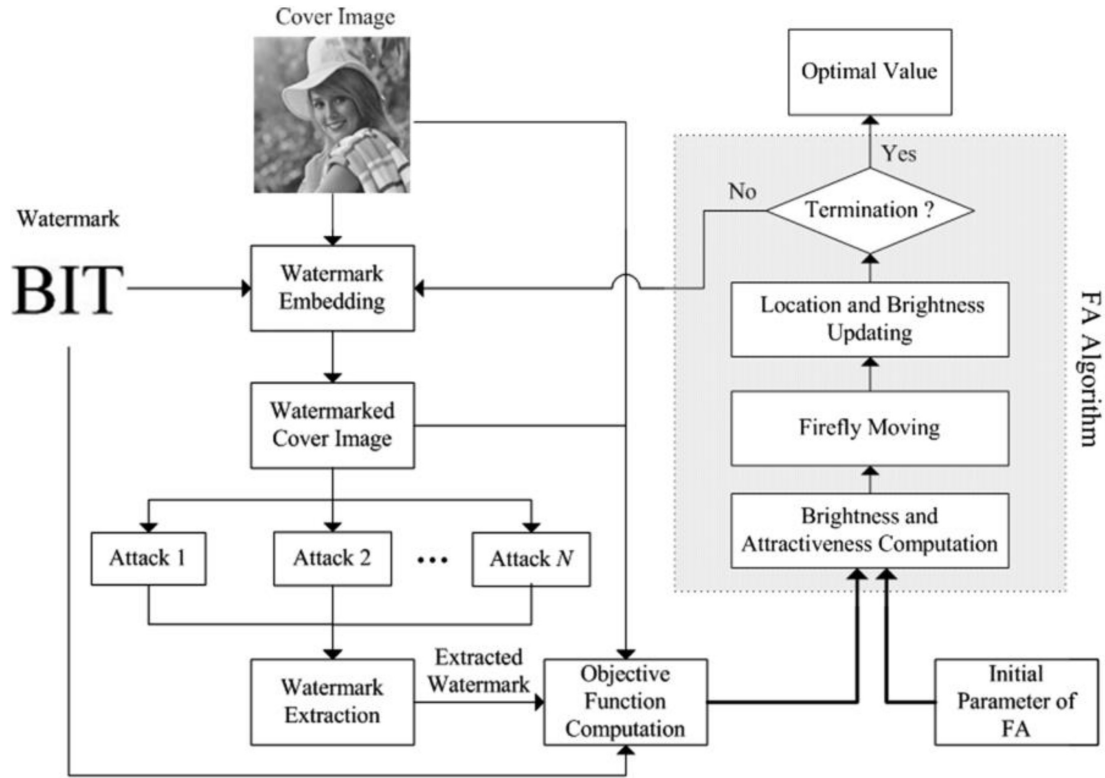 Cover Image
Optimal Value
Yes
No
Termination ?
Watermark
BIT
Watermark
Embedding
Location and Brightness
Updating
FA Algorithm
Watermarked
Cover Image
Firefly Moving
Brightness and
Attractiveness Computation
Attack 1
Attack 2
•••
Attack N
Watermark
Extraction
Extracted
Watermark
Objective
Function
Computation
Initial
Parameter of
FA